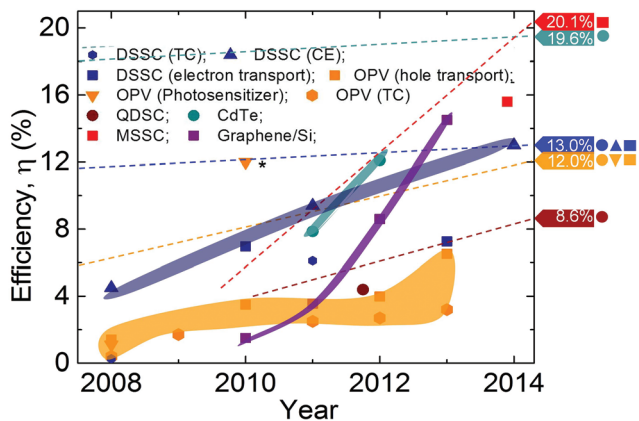 20
16
12
8
4
0
Efficiency, η (%)
DSSC (TC); DSSC (CE);
DSSC (electron transport); OPV (hole transport);
OPV (Photosensitizer); OPV (TC)
QDSC; CdTe;
MSSC; Graphene/Si;
*
20.1%
19.6%
13.0%
12.0%
8.6%
2008 2010 2012 2014
Year